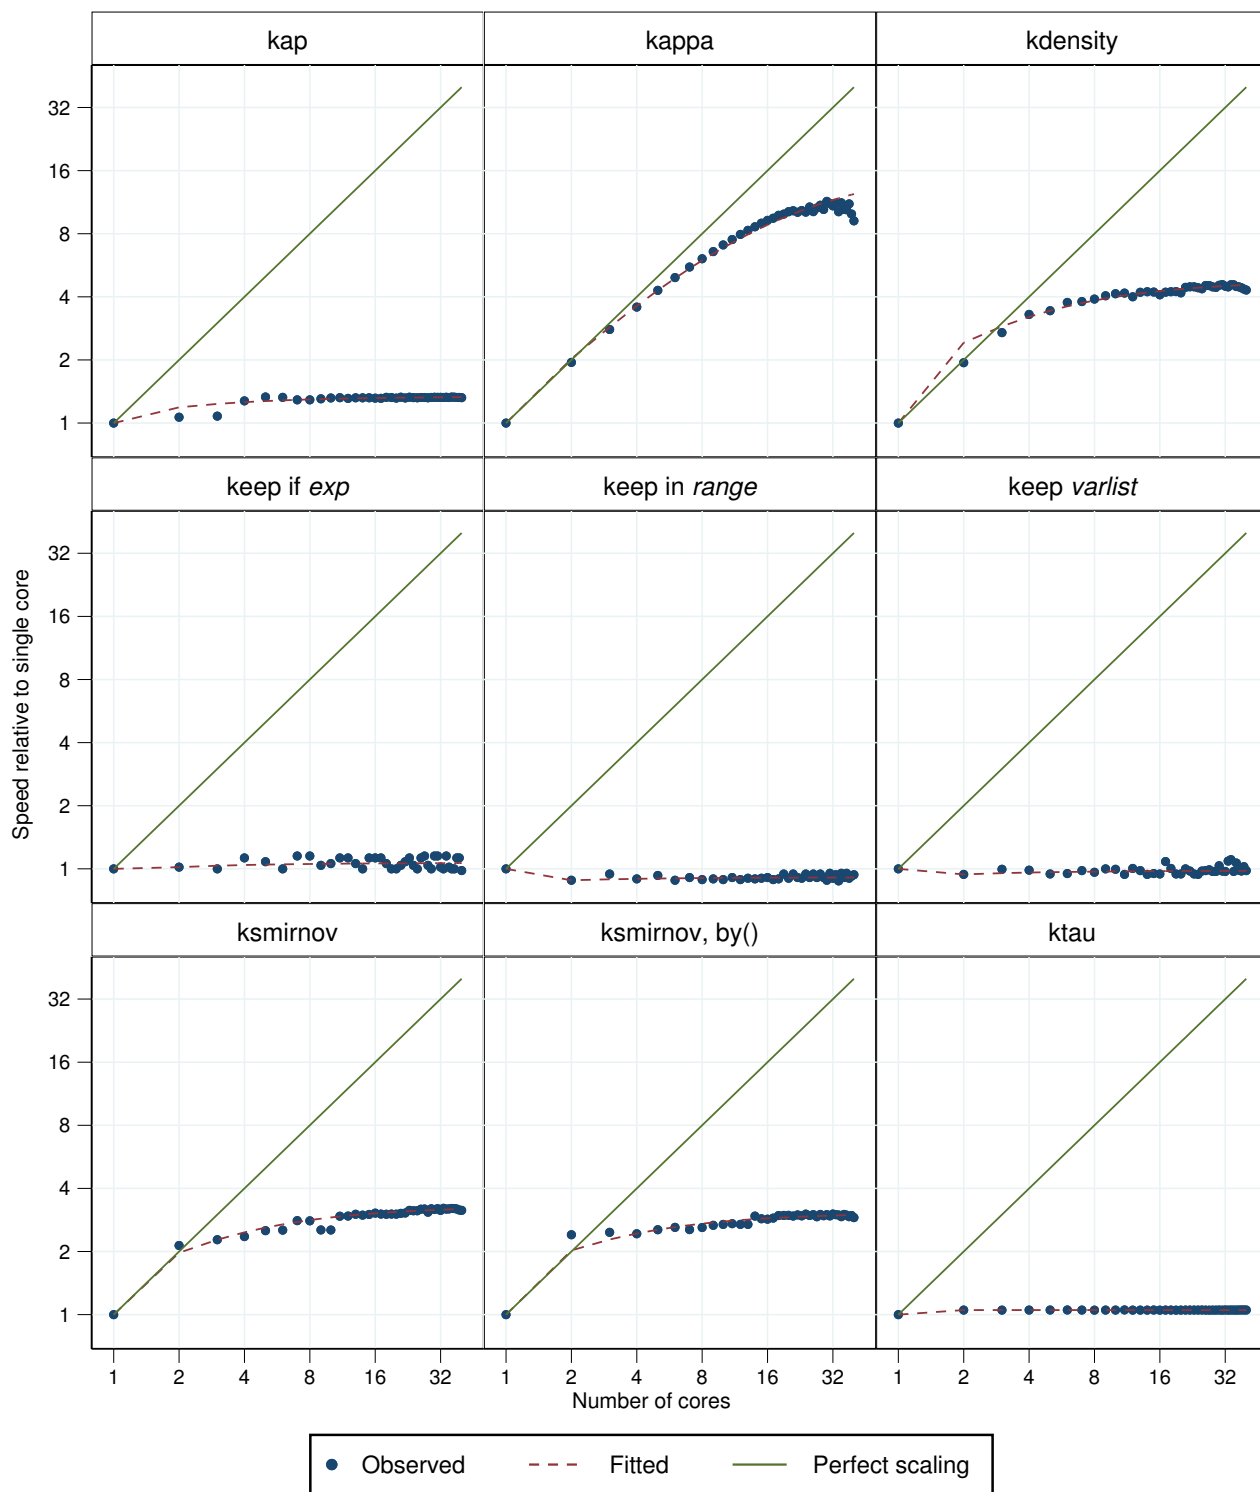 kap kappa kdensity
32
16
8
4
2
1
keep if exp keep in range keep varlist
32
16
8
4
2
1
Speed relative to single core
ksmirnov ksmirnov, by() ktau
32
16
8
4
2
1
1 2 4 8 16 32 1 2 4 8 16 32 1 2 4 8 16 32
Number of cores
Observed Fitted Perfect scaling